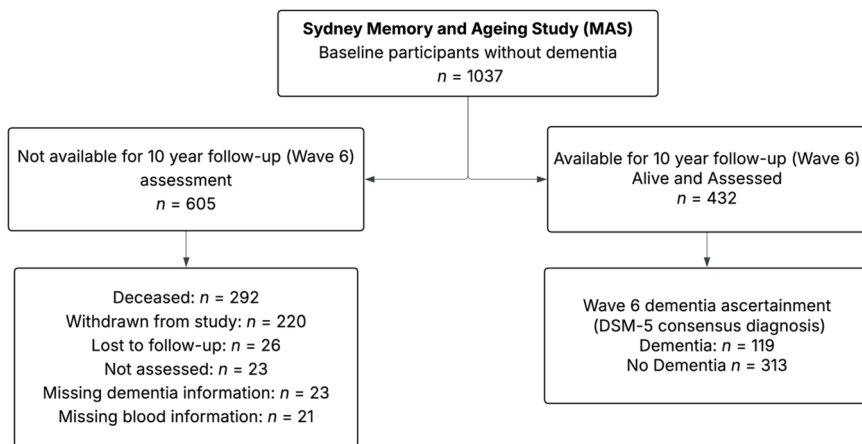 Sydney Memory and Ageing Study (MAS)
Baseline participants without dementia
n = 1037
Not available for 10 year follow-up (Wave 6)
assessment
n = 605
Available for 10 year follow-up (Wave 6)
Alive and Assessed
n = 432
Deceased: n = 292
Withdrawn from study: n = 220
Lost to follow-up: n = 26
Not assessed: n = 23
Missing dementia information: n = 23
Missing blood information: n = 21
Wave 6 dementia ascertainment
(DSM-5 consensus diagnosis)
Dementia: n = 119
No Dementia n = 313